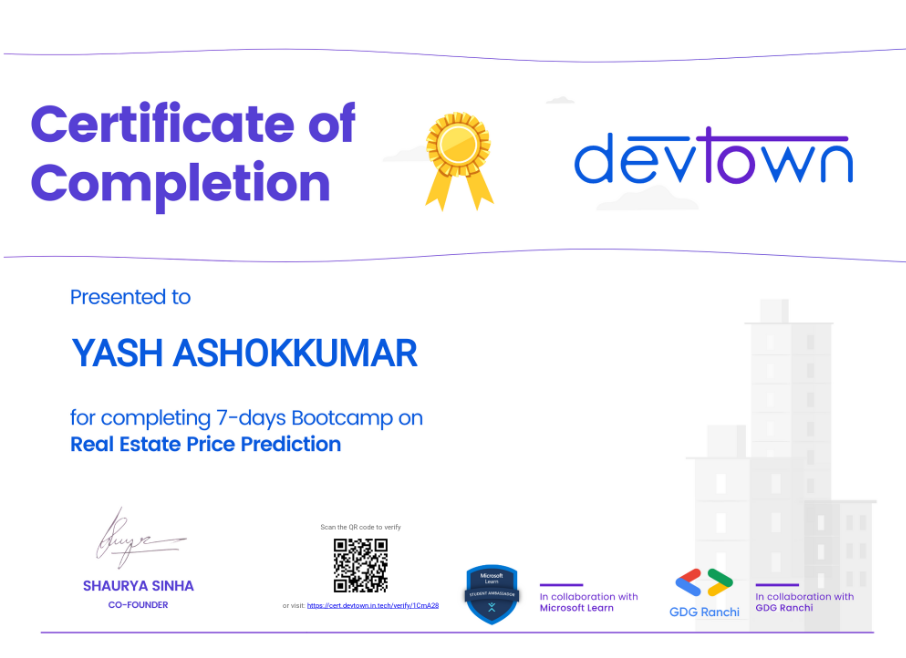 Certificate of
Completion
devtown
Presented to
YASH ASHOKKUMAR
for completing 7-days Bootcamp on
Real Estate Price Prediction
Scan the QR code to verify
SHAURYA SINHA
CO-FOUNDER
or visit: https://cert.devtown.in.tech/verify/1CmA28
Microsoft
Learn
STUDENT AMBASSADOR
In collaboration with
Microsoft Learn
GDG Ranchi
In collaboration with
GDG Ranchi